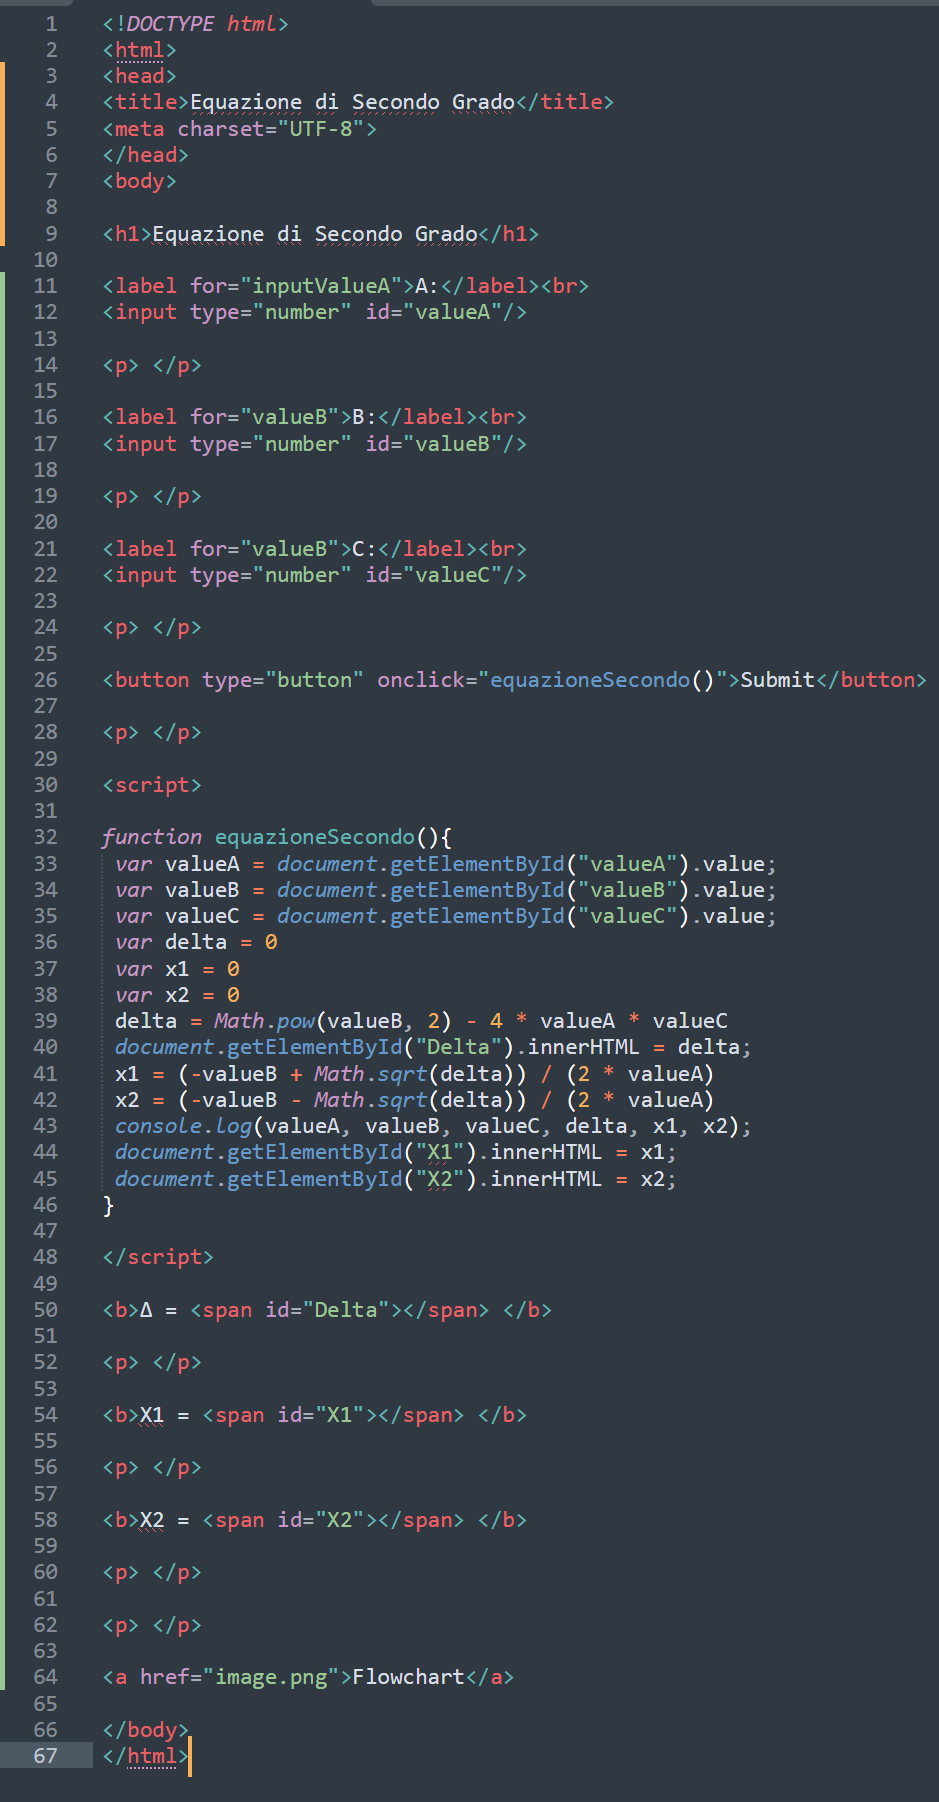 1 <!DOCTYPE html>
2 <html>
3 <head>
4 <title>Equazione di Secondo Grado</title>
5 <meta charset="UTF-8">
6 </head>
7 <body>
8
9 <h1>Equazione di Secondo Grado</h1>
10
11 <label for="inputValueA">A:</label><br>
12 <input type="number" id="valueA"/>
13
14 <p> </p>
15
16 <label for="valueB">B:</label><br>
17 <input type="number" id="valueB"/>
18
19 <p> </p>
20
21 <label for="valueB">C:</label><br>
22 <input type="number" id="valueC"/>
23
24 <p> </p>
25
26 <button type="button" onclick="equazioneSecondo()">Submit</button>
27
28 <p> </p>
29
30 <script>
31
32 function equazioneSecondo(){
33 var valueA = document.getElementById("valueA").value;
34 var valueB = document.getElementById("valueB").value;
35 var valueC = document.getElementById("valueC").value;
36 var delta = 0
37 var x1 = 0
38 var x2 = 0
39 delta = Math.pow(valueB, 2) - 4 * valueA * valueC
40 document.getElementById("Delta").innerHTML = delta;
41 x1 = (-valueB + Math.sqrt(delta)) / (2 * valueA)
42 x2 = (-valueB - Math.sqrt(delta)) / (2 * valueA)
43 console.log(valueA, valueB, valueC, delta, x1, x2);
44 document.getElementById("X1").innerHTML = x1;
45 document.getElementById("X2").innerHTML = x2;
46 }
47
48 </script>
49
50 <b>Δ = <span id="Delta"></span> </b>
51
52 <p> </p>
53
54 <b>X1 = <span id="X1"></span> </b>
55
56 <p> </p>
57
58 <b>X2 = <span id="X2"></span> </b>
59
60 <p> </p>
61
62 <p> </p>
63
64 <a href="image.png">Flowchart</a>
65
66 </body>
67 </html>